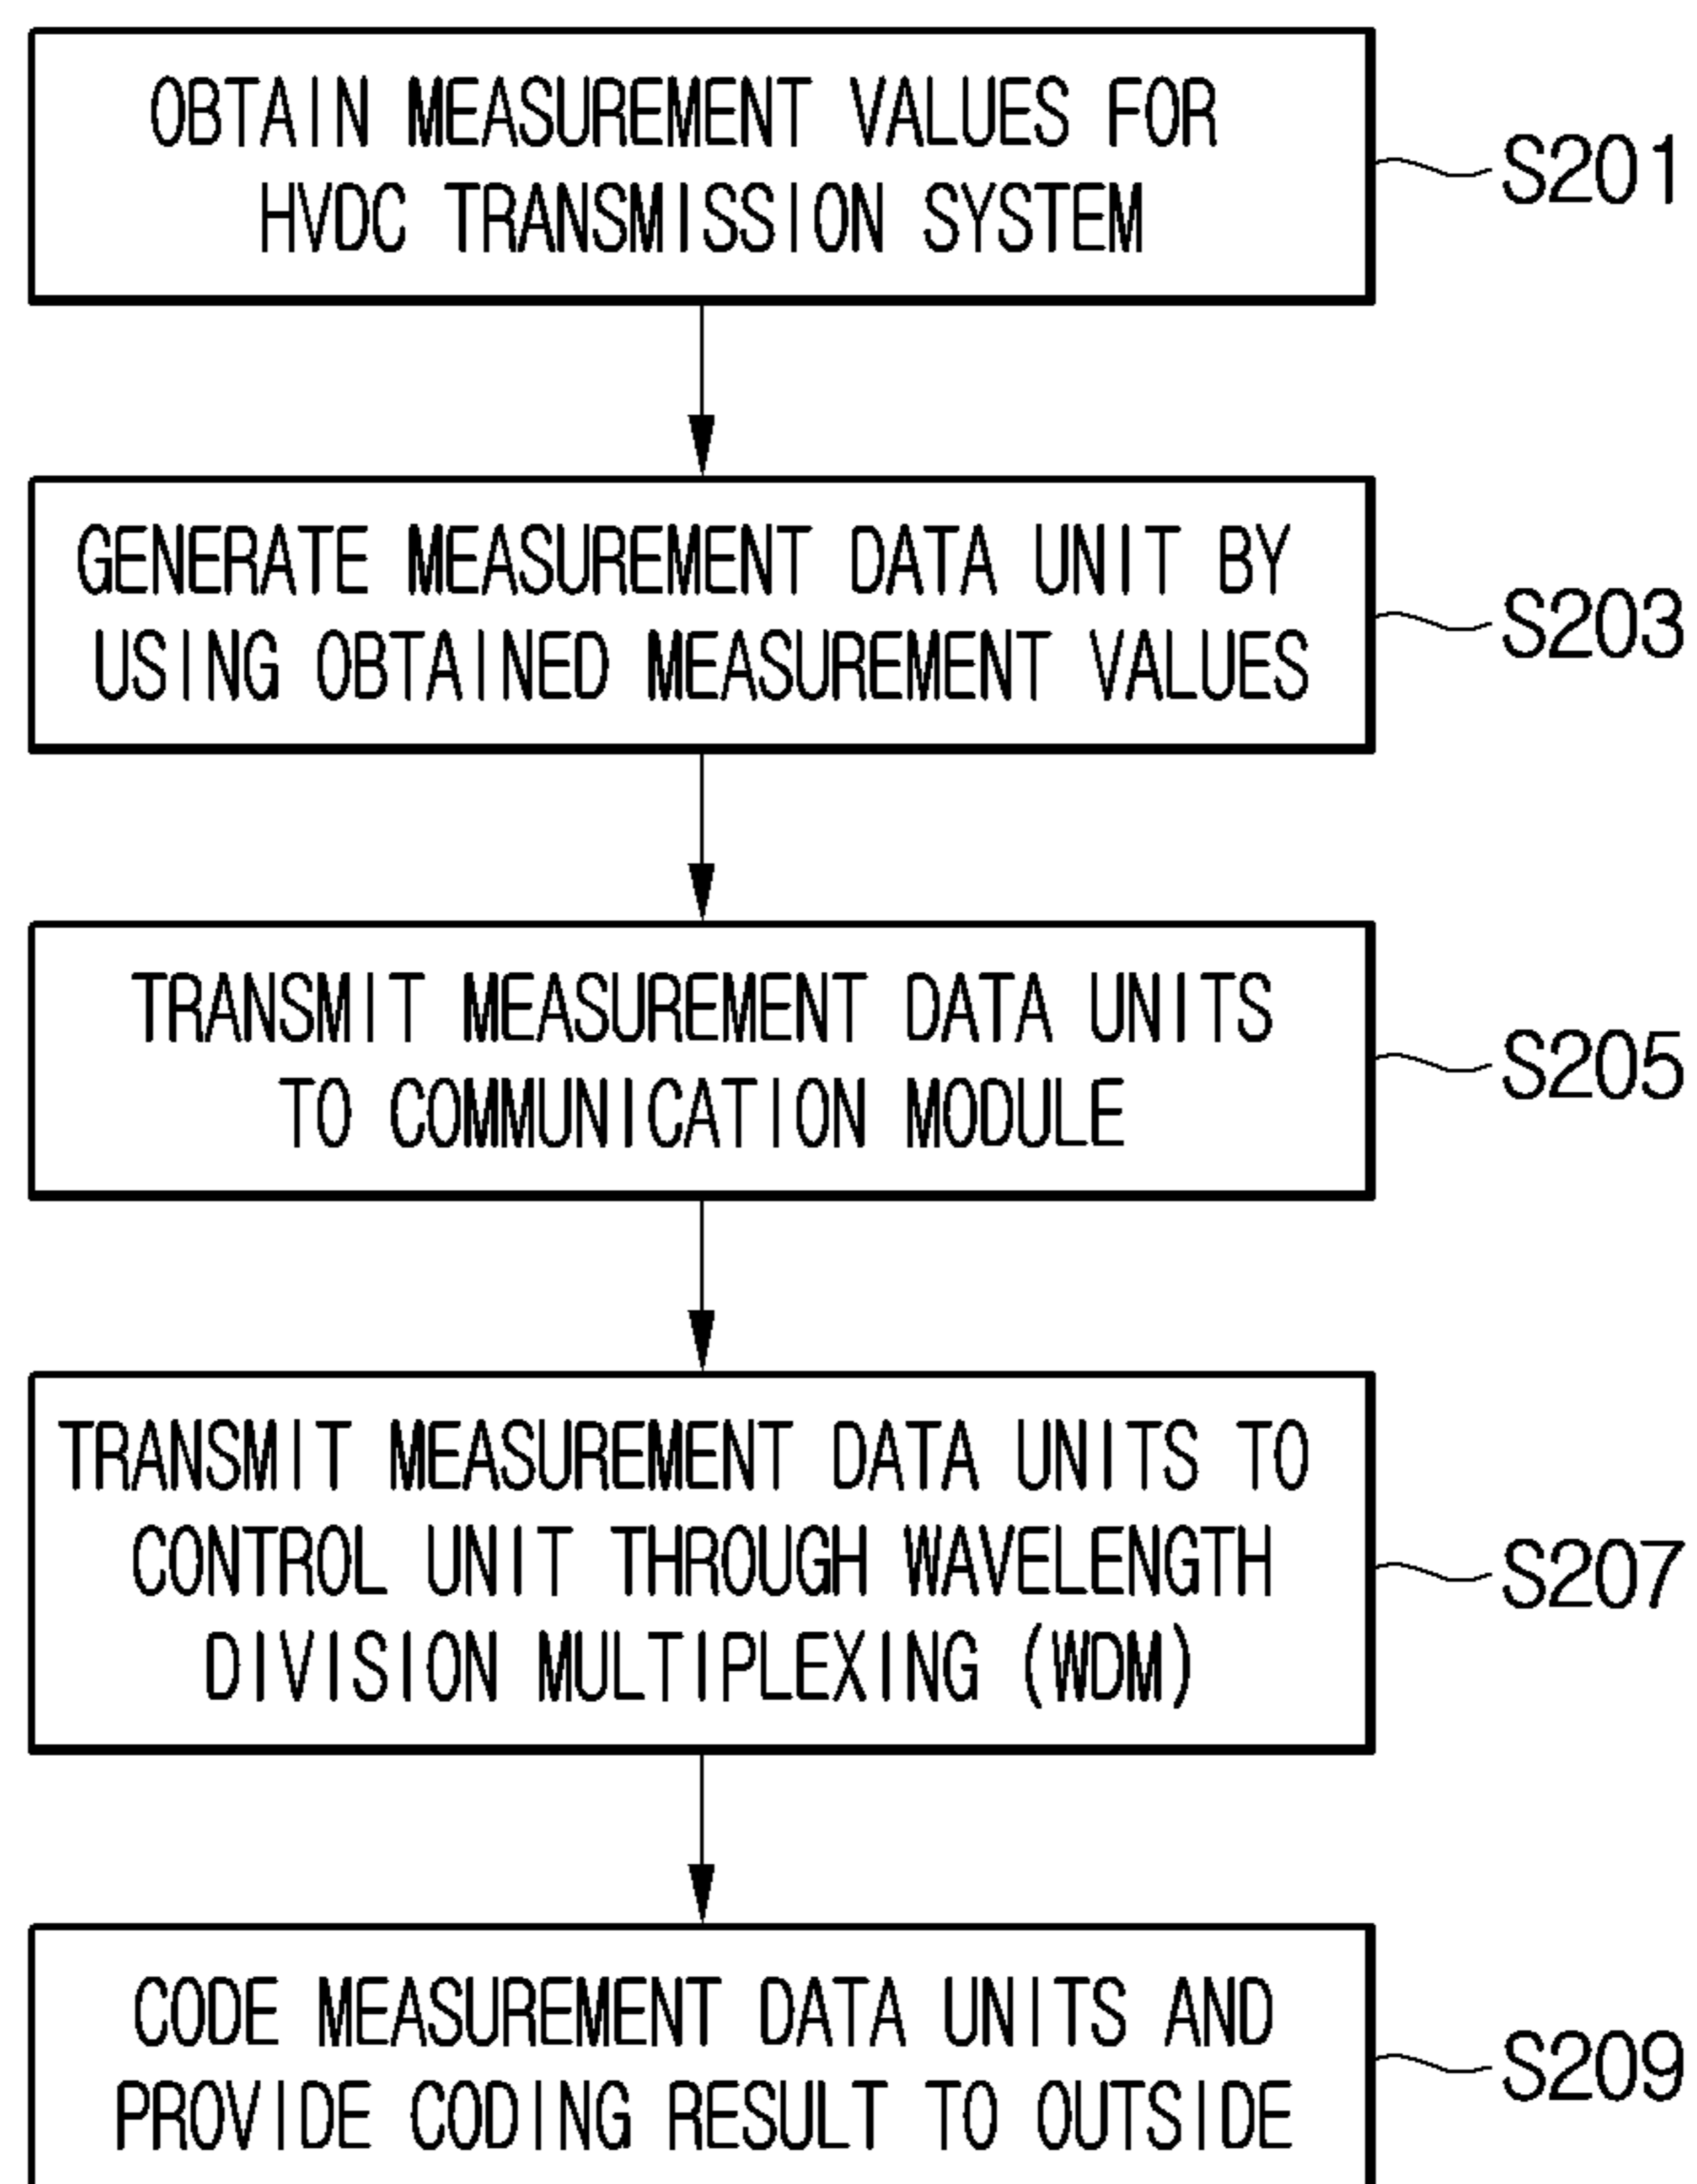 OBTAIN MEASUREMENT VALUES FOR
HVDC TRANSMISSION SYSTEM
S201
GENERATE MEASUREMENT DATA UNIT BY
USING OBTAINED MEASUREMENT VALUES
S203
TRANSMIT MEASUREMENT DATA UNITS
TO COMMUNICATION MODULE
S205
TRANSMIT MEASUREMENT DATA UNITS TO
CONTROL UNIT THROUGH WAVELENGTH
DIVISION MULTIPLEXING (WDM)
S207
CODE MEASUREMENT DATA UNITS AND
PROVIDE CODING RESULT TO OUTSIDE
S209